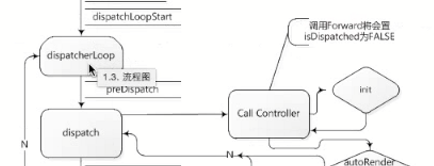 dispatchLoopStart
调用Forward将会置
isDispatched为FALSE
dispatcherLoop
1.3. 流程图
preDispatch
init
Call Controller
dispatch
N
N
autoRender